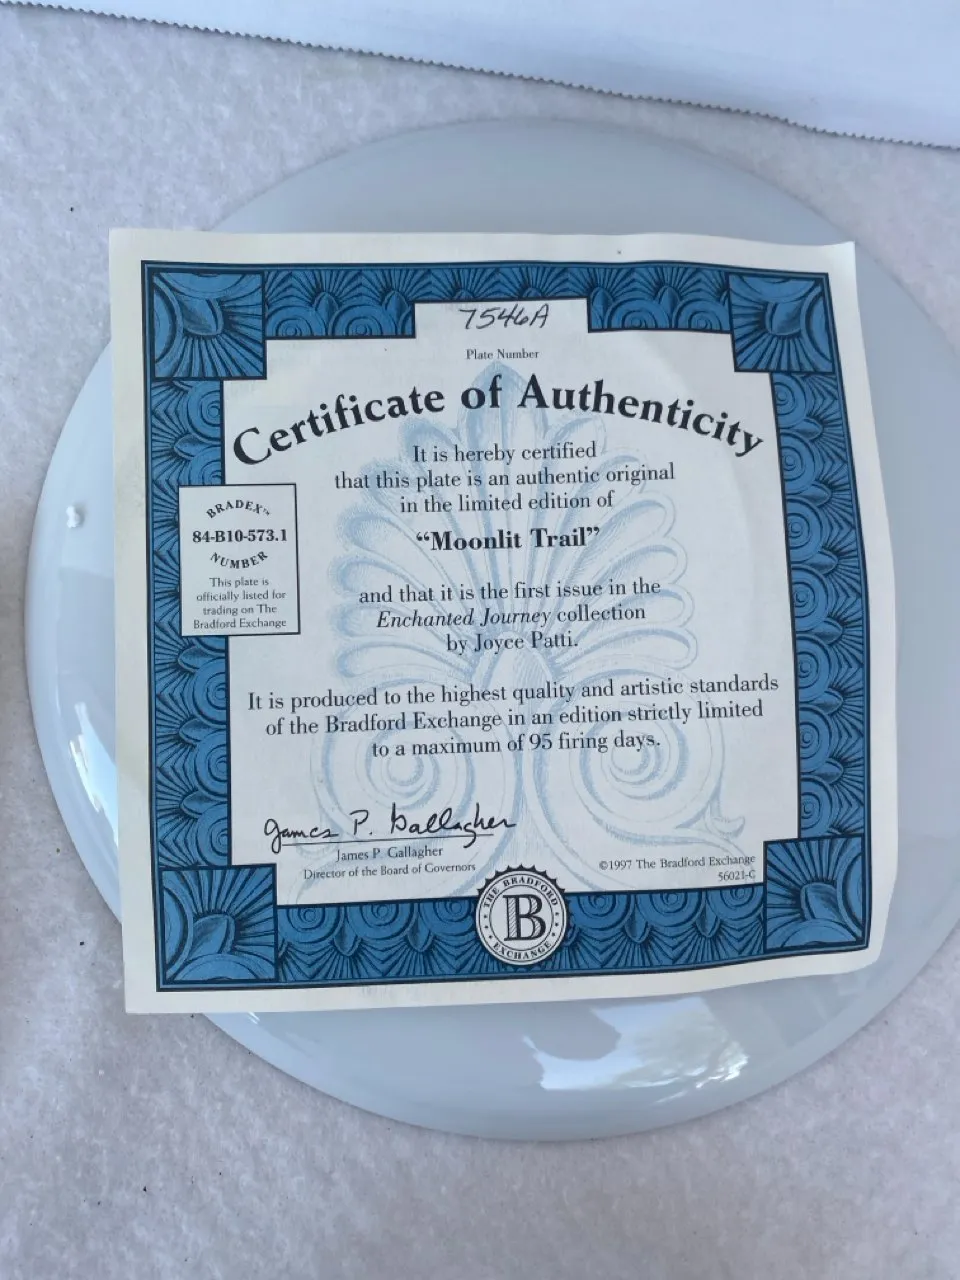 7546A
Plate Number
Certificate of Authenticity
It is hereby certified
that this plate is an authentic original
in the limited edition of
“Moonlit Trail”
and that it is the first issue in the
Enchanted Journey collection
by Joyce Patti.
BRADEX™
84-B10-573.1
NUMBER
This plate is
officially listed for
trading on The
Bradford Exchange
It is produced to the highest quality and artistic standards
of the Bradford Exchange in an edition strictly limited
to a maximum of 95 firing days.
James P. Gallagher
James P. Gallagher
Director of the Board of Governors
©1997 The Bradford Exchange
56021-C
THE BRADFORD
B
EXCHANGE